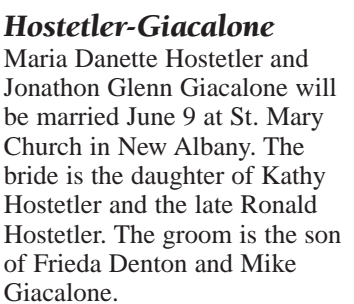 Hostetler-Giacalone
Maria Danette Hostetler and
Jonathon Glenn Giacalone will
be married June 9 at St. Mary
Church in New Albany. The
bride is the daughter of Kathy
Hostetler and the late Ronald
Hostetler. The groom is the son
of Frieda Denton and Mike
Giacalone.